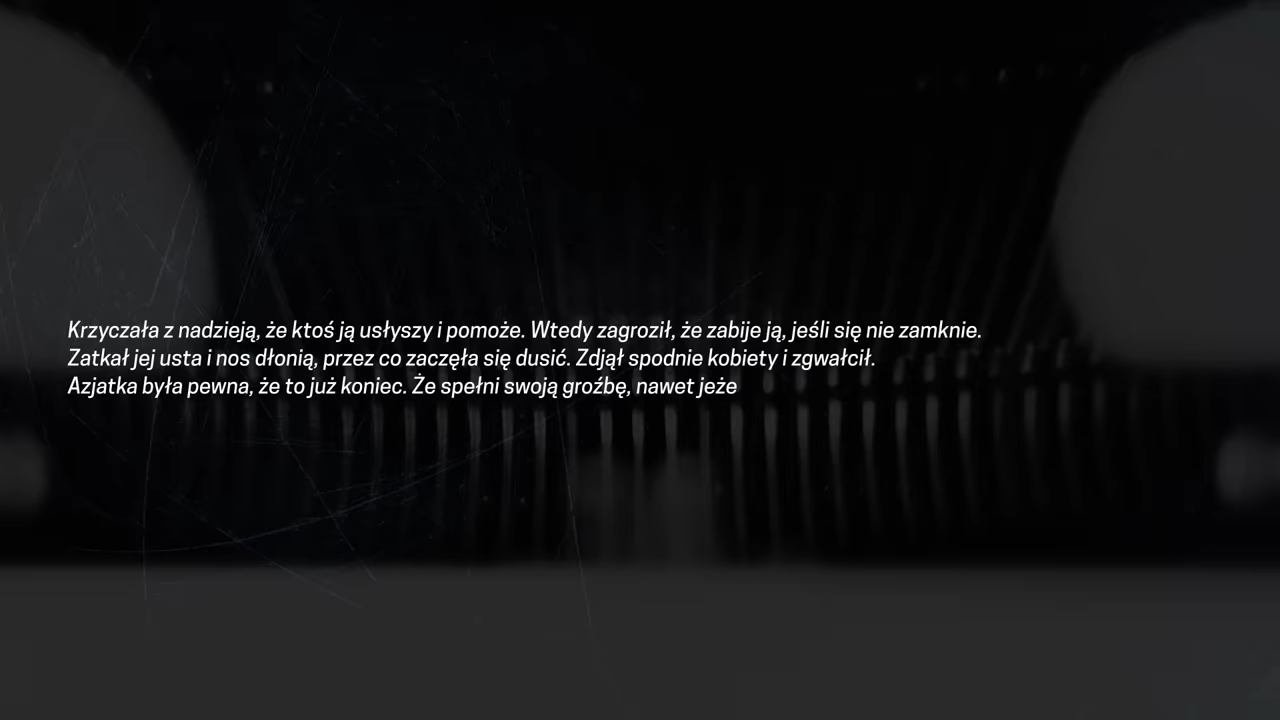 Krzyczała z nadzieją, że ktoś ją usłyszy i pomoże. Wtedy zagroził, że zabije ją, jeśli się nie zamknie.
Zatkał jej usta i nos dłonią, przez co zaczęła się dusić. Zdjął spodnie kobiety i zgwałcił.
Azjatka była pewna, że to już koniec. Że spełni swoją groźbę, nawet jeże